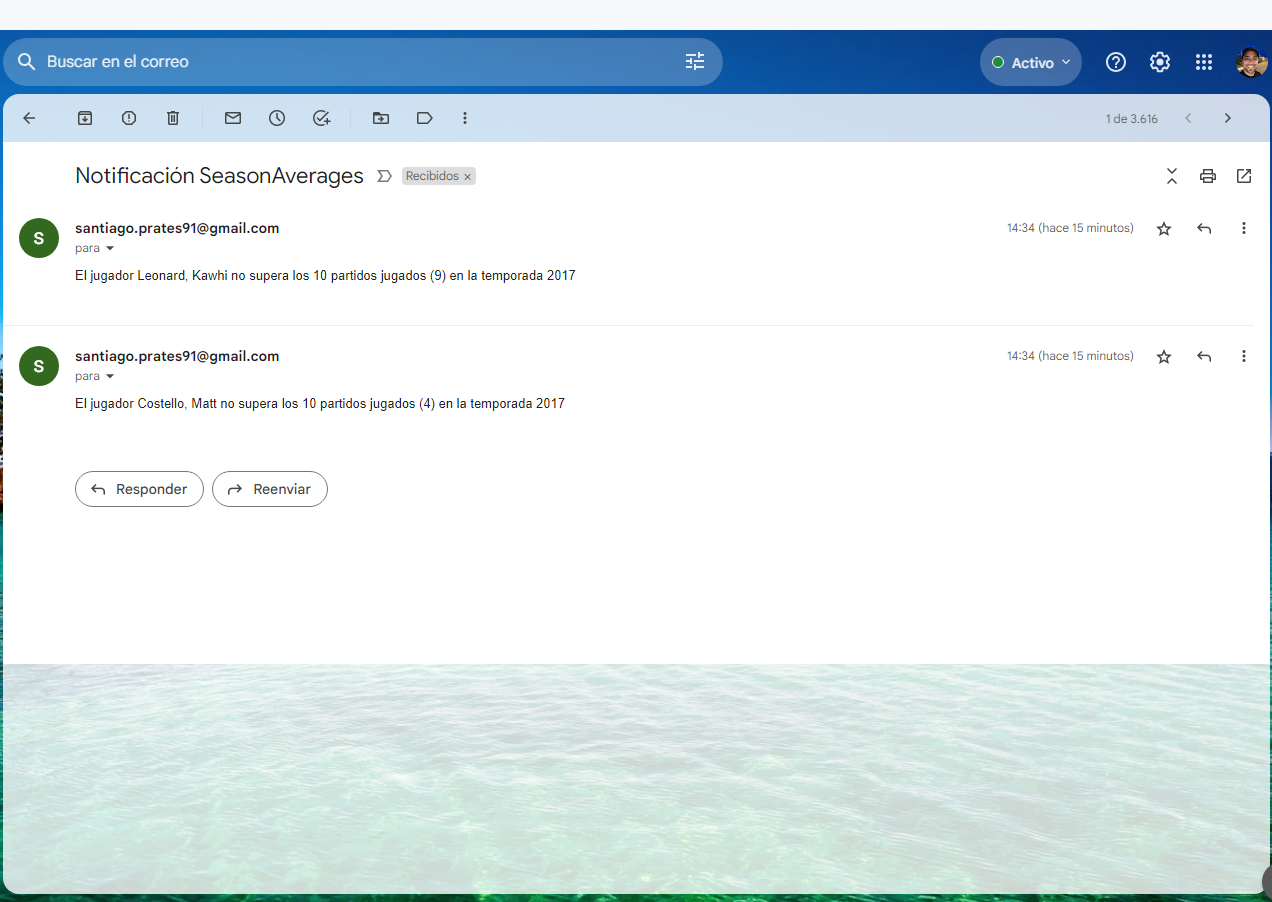 Buscar en el correo
Activo
1 de 3.616
Notificación SeasonAverages
Recibidos ×
S
santiago.prates91@gmail.com
14:34 (hace 15 minutos)
para
El jugador Leonard, Kawhi no supera los 10 partidos jugados (9) en la temporada 2017
S
santiago.prates91@gmail.com
14:34 (hace 15 minutos)
para
El jugador Costello, Matt no supera los 10 partidos jugados (4) en la temporada 2017
Responder
Reenviar